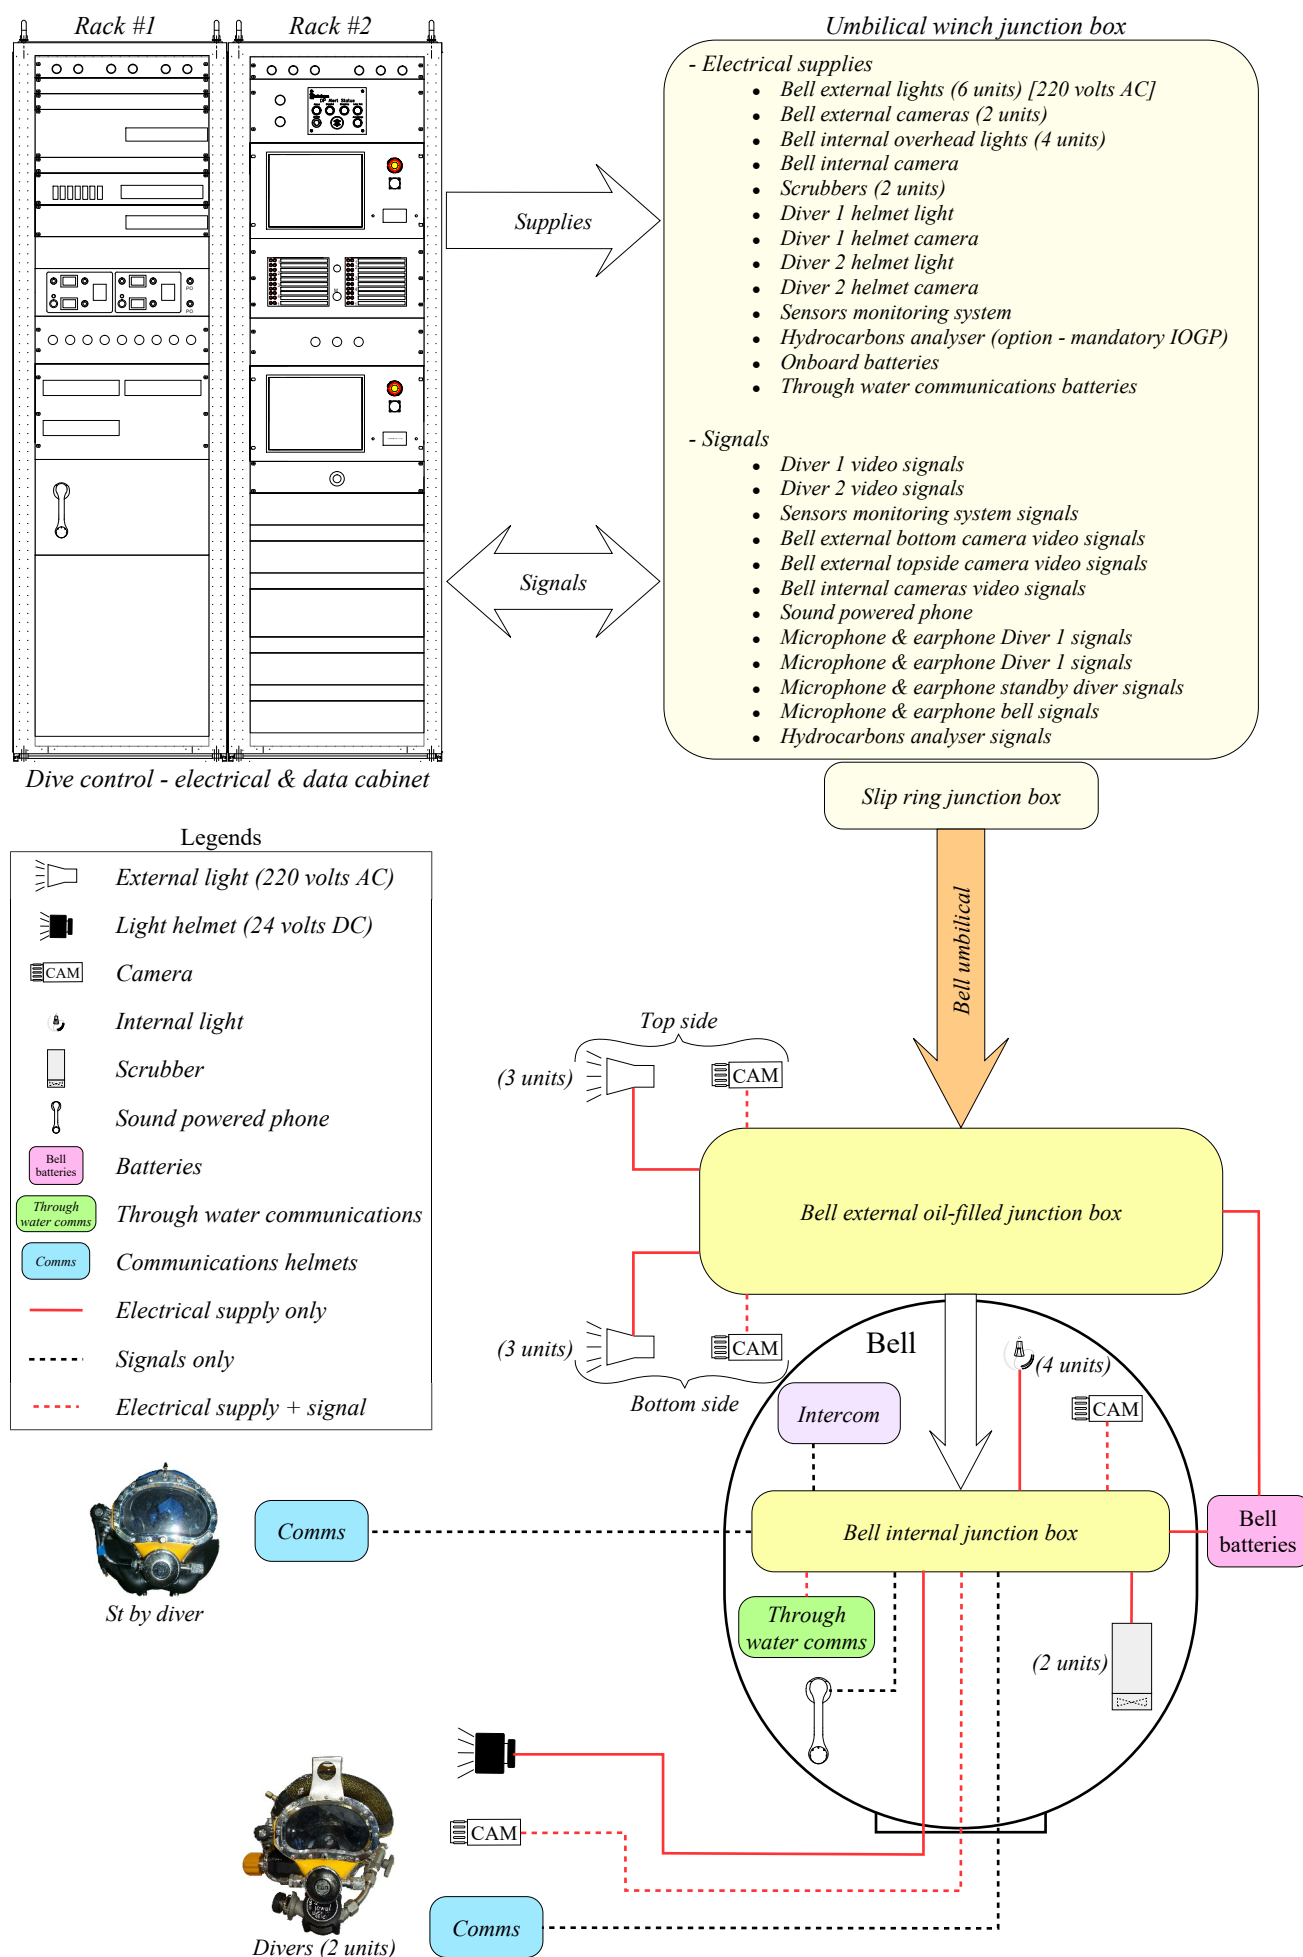 Rack #1
Rack #2
DP Alert Status
PO
PO
Dive control - electrical & data cabinet
Supplies
Signals
Umbilical winch junction box
- Electrical supplies
• Bell external lights (6 units) [220 volts AC]
• Bell external cameras (2 units)
• Bell internal overhead lights (4 units)
• Bell internal camera
• Scrubbers (2 units)
• Diver 1 helmet light
• Diver 1 helmet camera
• Diver 2 helmet light
• Diver 2 helmet camera
• Sensors monitoring system
• Hydrocarbons analyser (option - mandatory IOGP)
• Onboard batteries
• Through water communications batteries
- Signals
• Diver 1 video signals
• Diver 2 video signals
• Sensors monitoring system signals
• Bell external bottom camera video signals
• Bell external topside camera video signals
• Bell internal cameras video signals
• Sound powered phone
• Microphone & earphone Diver 1 signals
• Microphone & earphone Diver 1 signals
• Microphone & earphone standby diver signals
• Microphone & earphone bell signals
• Hydrocarbons analyser signals
Slip ring junction box
Bell umbilical
Legends
External light (220 volts AC)
Light helmet (24 volts DC)
CAM
Camera
Internal light
Scrubber
Sound powered phone
Bell
batteries
Batteries
Through
water comms
Through water communications
Comms
Communications helmets
Electrical supply only
Signals only
Electrical supply + signal
Top side
(3 units)
CAM
Bell external oil-filled junction box
(3 units)
CAM
Bottom side
Bell
(4 units)
Intercom
CAM
Bell internal junction box
Bell
batteries
Comms
St by diver
Through
water comms
(2 units)
CAM
Comms
Divers (2 units)